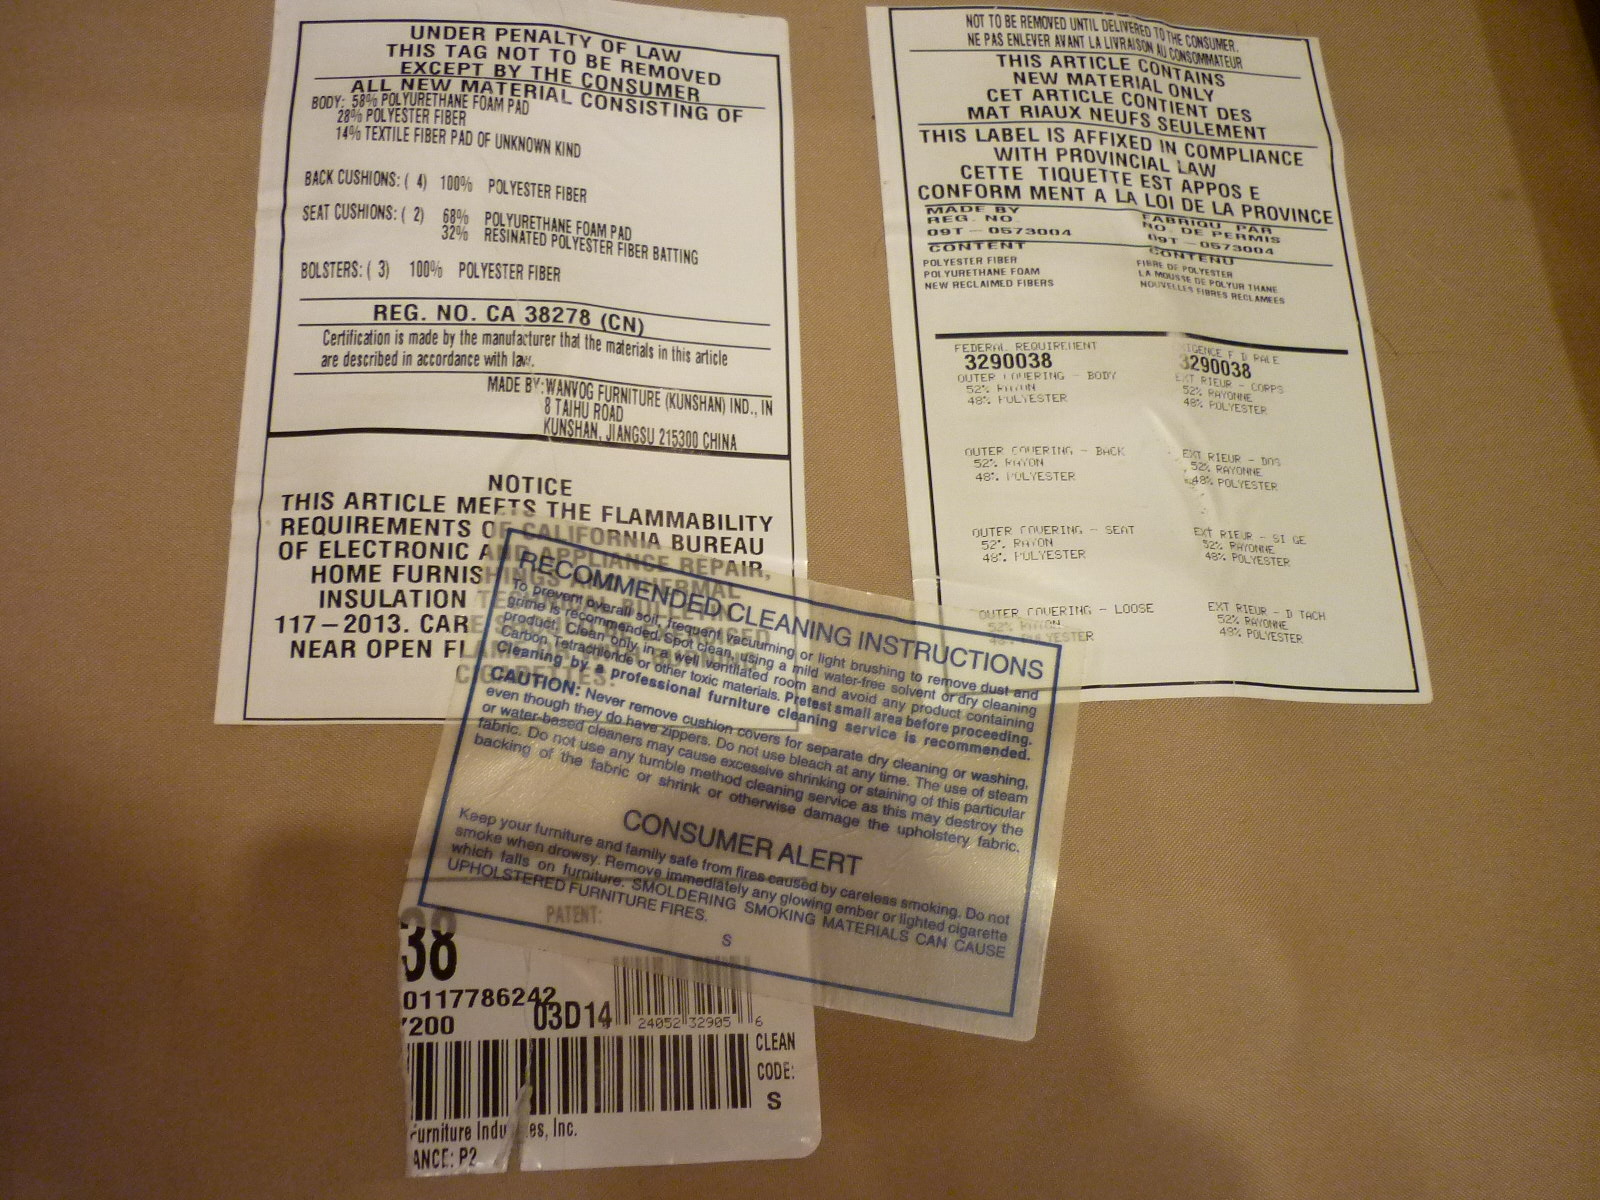 UNDER PENALTY OF LAW
THIS TAG NOT TO BE REMOVED
EXCEPT BY THE CONSUMER
ALL NEW MATERIAL CONSISTING OF
BODY: 58% POLYURETHANE FOAM PAD
28% POLYESTER FIBER
14% TEXTILE FIBER PAD OF UNKNOWN KIND
BACK CUSHIONS: ( 4) 100% POLYESTER FIBER
SEAT CUSHIONS: ( 2) 68% POLYURETHANE FOAM PAD
32% RESINATED POLYESTER FIBER BATTING
BOLSTERS: ( 3) 100% POLYESTER FIBER
REG. NO. CA 38278 (CN)
Certification is made by the manufacturer that the materials in this article
are described in accordance with law.
MADE BY: WANVOG FURNITURE (KUNSHAN) IND., IN
8 TAIHU ROAD
KUNSHAN, JIANGSU 215300 CHINA
NOTICE
THIS ARTICLE MEETS THE FLAMMABILITY
REQUIREMENTS OF CALIFORNIA BUREAU
OF ELECTRONIC AND APPLIANCE REPAIR,
HOME FURNISHINGS AND THERMAL
INSULATION TECHNICAL BULLETIN
117-2013. CARE
NEAR OPEN FLAME
CIGARETTES.
NOT TO BE REMOVED UNTIL DELIVERED TO THE CONSUMER.
NE PAS ENLEVER AVANT LA LIVRAISON AU CONSOMMATEUR
THIS ARTICLE CONTAINS
NEW MATERIAL ONLY
CET ARTICLE CONTIENT DES
MAT RIAUX NEUFS SEULEMENT
THIS LABEL IS AFFIXED IN COMPLIANCE
WITH PROVINCIAL LAW
CETTE TIQUETTE EST APPOS E
CONFORM MENT A LA LOI DE LA PROVINCE
MADE BY FABRIQU PAR
REG. NO. NO. DE PERMIS
09T-0573004 09T-0573004
CONTENT CONTENU
POLYESTER FIBER FIBRE DE POLYESTER
POLYURETHANE FOAM LA MOUSSE DE POLYUR THANE
NEW RECLAIMED FIBERS NOUVELLES FIBRES RECLAMEES
FEDERAL REQUIREMENT IGENCE F D RALE
3290038 3290038
OUTER COVERING - BODY EXT RIEUR - CORPS
52% RAYON 52% RAYONNE
48% POLYESTER 48% POLYESTER
OUTER COVERING - BACK EXT RIEUR - DOS
52% RAYON 52% RAYONNE
48% POLYESTER 48% POLYESTER
OUTER COVERING - SEAT EXT RIEUR - SI GE
52% RAYON 52% RAYONNE
48% POLYESTER 48% POLYESTER
OUTER COVERING - LOOSE EXT RIEUR - D TACH
52% RAYON 52% RAYONNE
48% POLYESTER 48% POLYESTER
RECOMMENDED CLEANING INSTRUCTIONS
To prevent overall soil, frequent vacuuming or light brushing to remove dust and
grime is recommended. Spot clean, using a mild water-free solvent or dry cleaning
product. Clean only in a well ventilated room and avoid any product containing
Carbon Tetrachloride or other toxic materials. Pretest small area before proceeding.
Cleaning by a professional furniture cleaning service is recommended.
CAUTION: Never remove cushion covers for separate dry cleaning or washing,
even though they do have zippers. Do not use bleach at any time. The use of steam
or water-based cleaners may cause excessive shrinking or staining of this particular
fabric. Do not use any tumble method cleaning service as this may destroy the
backing of the fabric or shrink or otherwise damage the upholstery fabric.
CONSUMER ALERT
Keep your furniture and family safe from fires caused by careless smoking. Do not
smoke when drowsy. Remove immediately any glowing ember or lighted cigarette
which falls on furniture. SMOLDERING SMOKING MATERIALS CAN CAUSE
UPHOLSTERED FURNITURE FIRES.
PATENT:
S
38
0117786242
7200 03D14
24052 32905 6
CLEAN
CODE:
S
Furniture Industries, Inc.
ANCE: P2